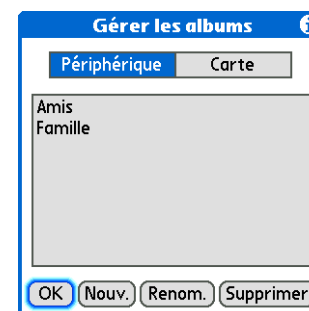 Gérer les albums
Périphérique Carte
Amis
Famille
OK Nouv. Renom. Supprimer